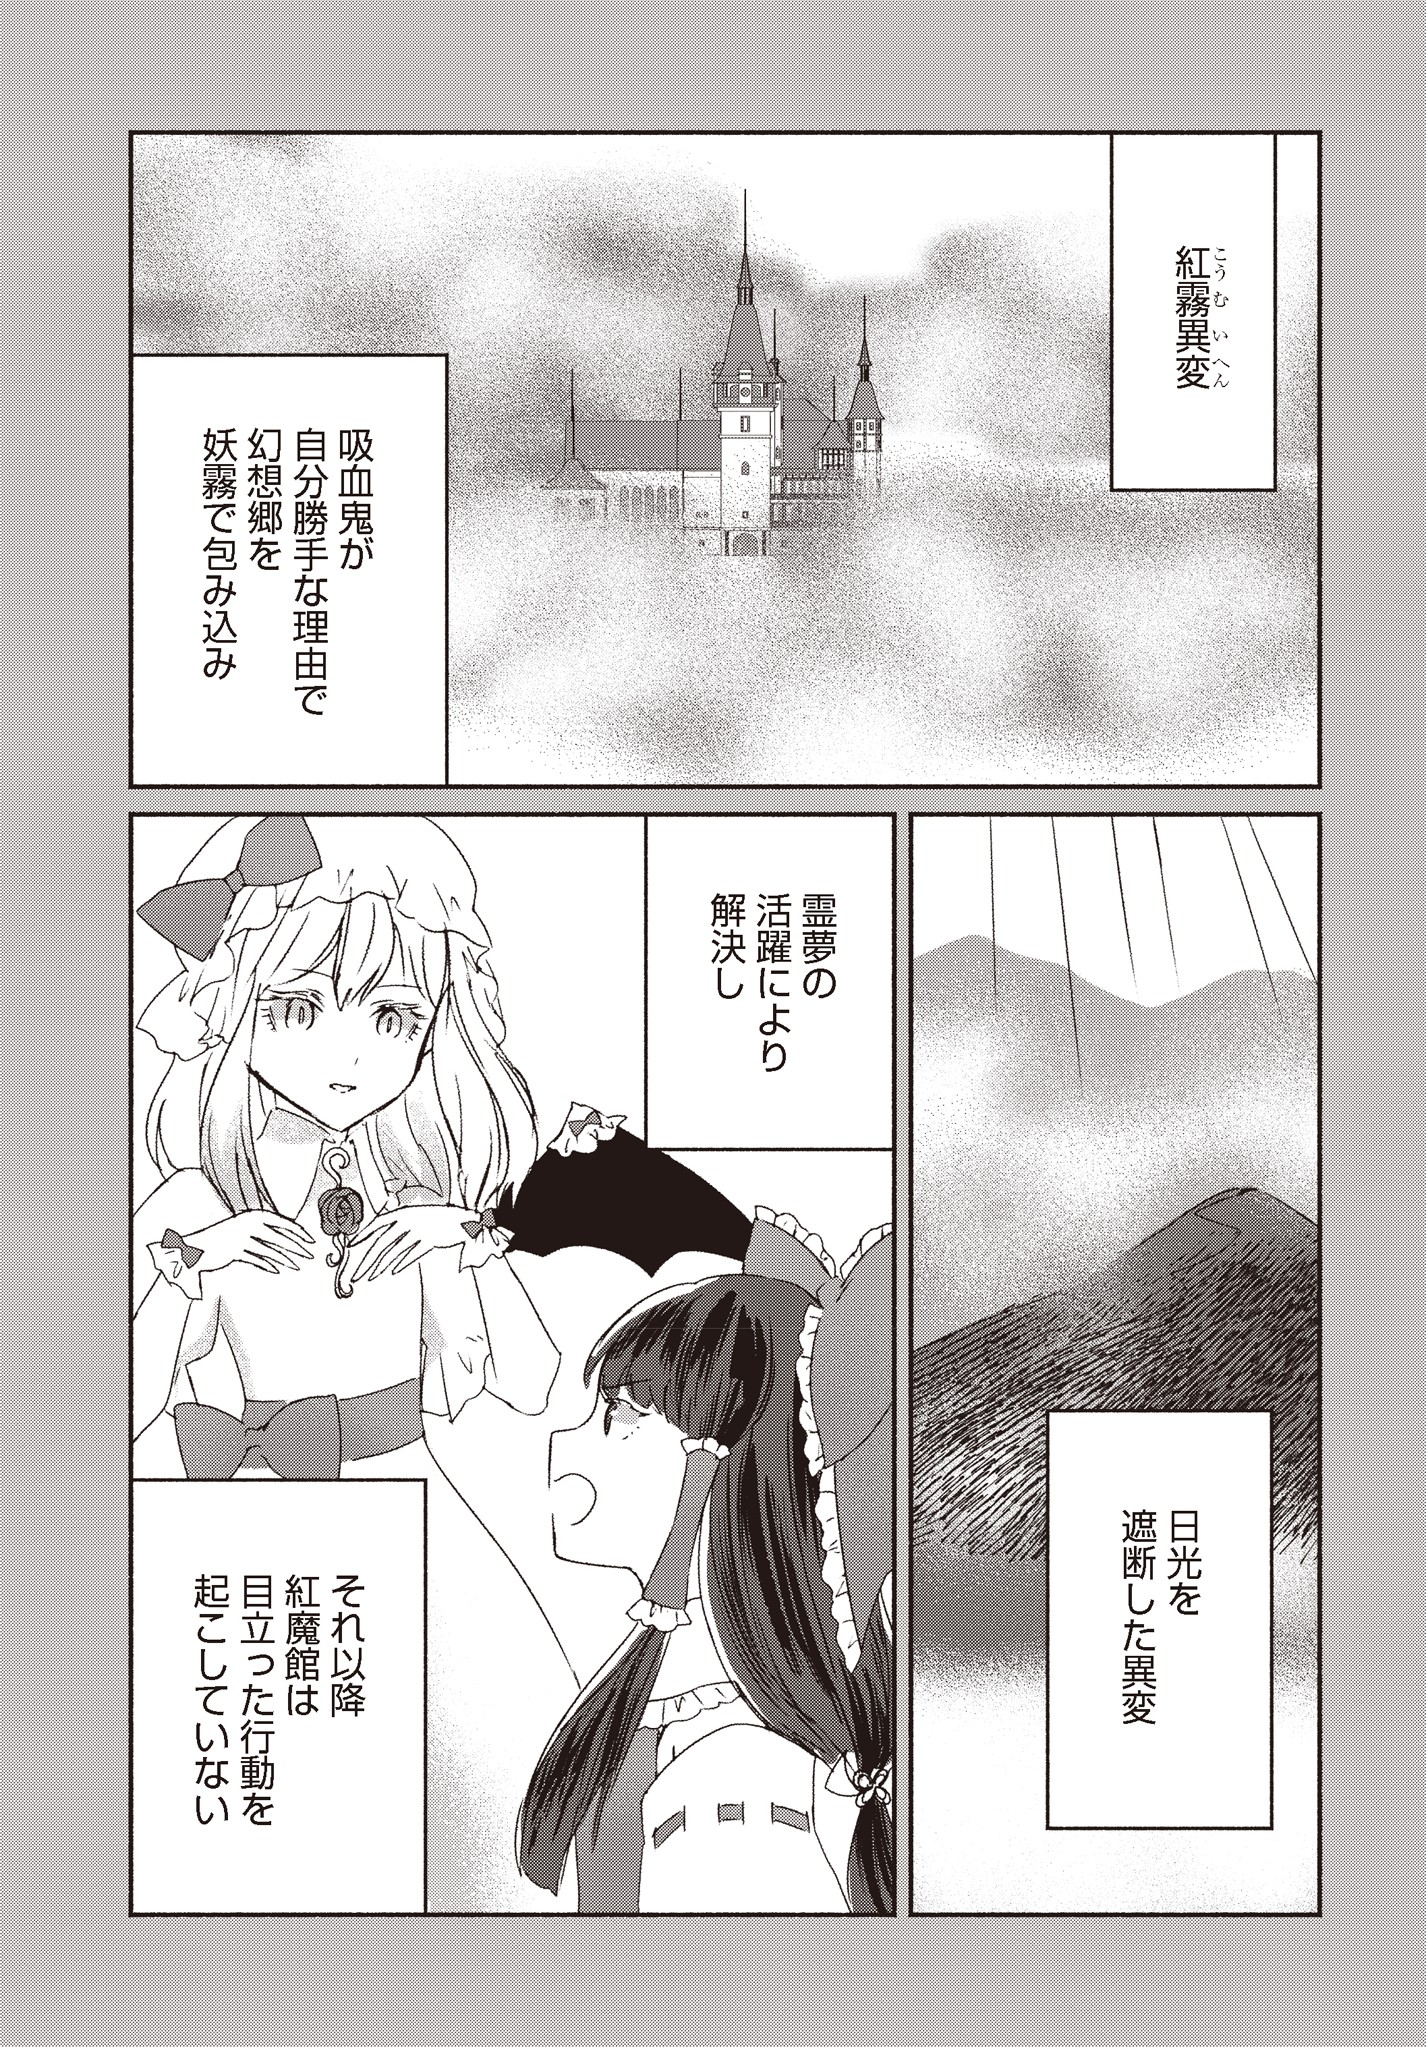 紅霧異変
こうむいへん
吸血鬼が
自分勝手な理由で
幻想郷を
妖霧で包み込み
日光を
遮断した異変
霊夢の
活躍により
解決し
それ以降
紅魔館は
目立った行動を
起こしていない